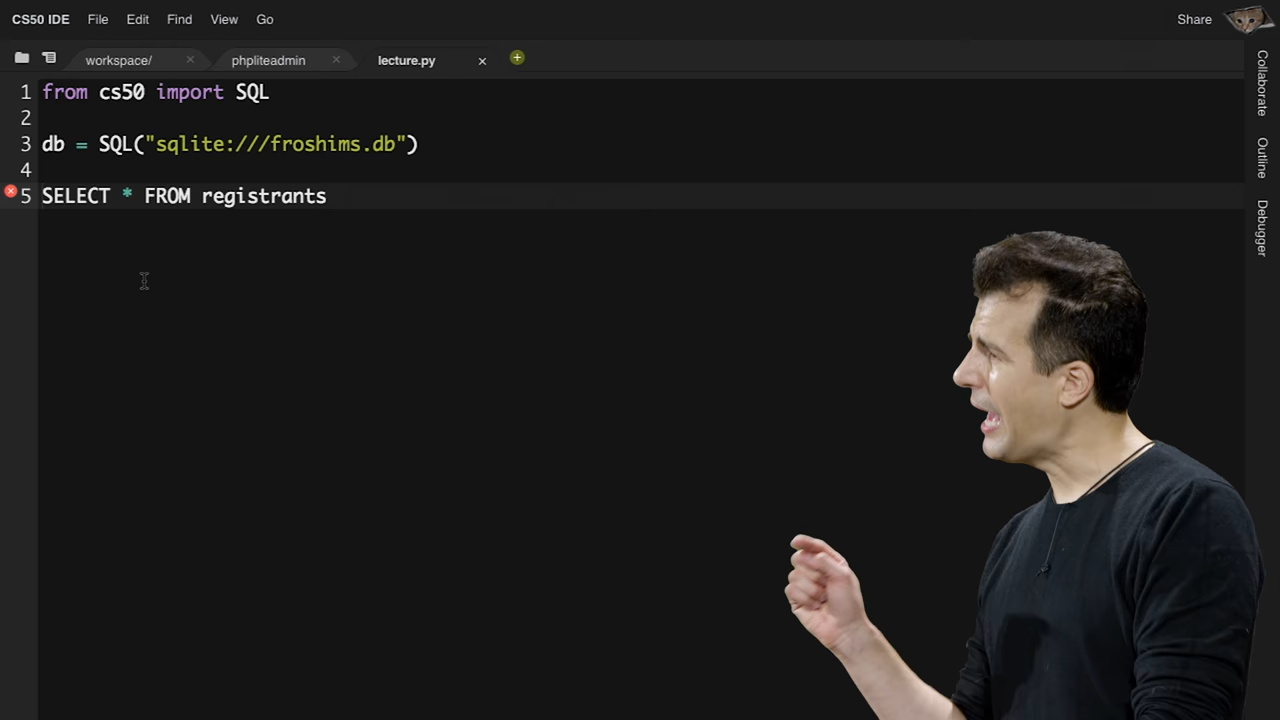 CS50 IDE File Edit Find View Go Share
workspace/ phpliteadmin lecture.py
1 from cs50 import SQL
2
3 db = SQL("sqlite:///froshims.db")
4
5 SELECT * FROM registrants
Collaborate
Outline
Debugger